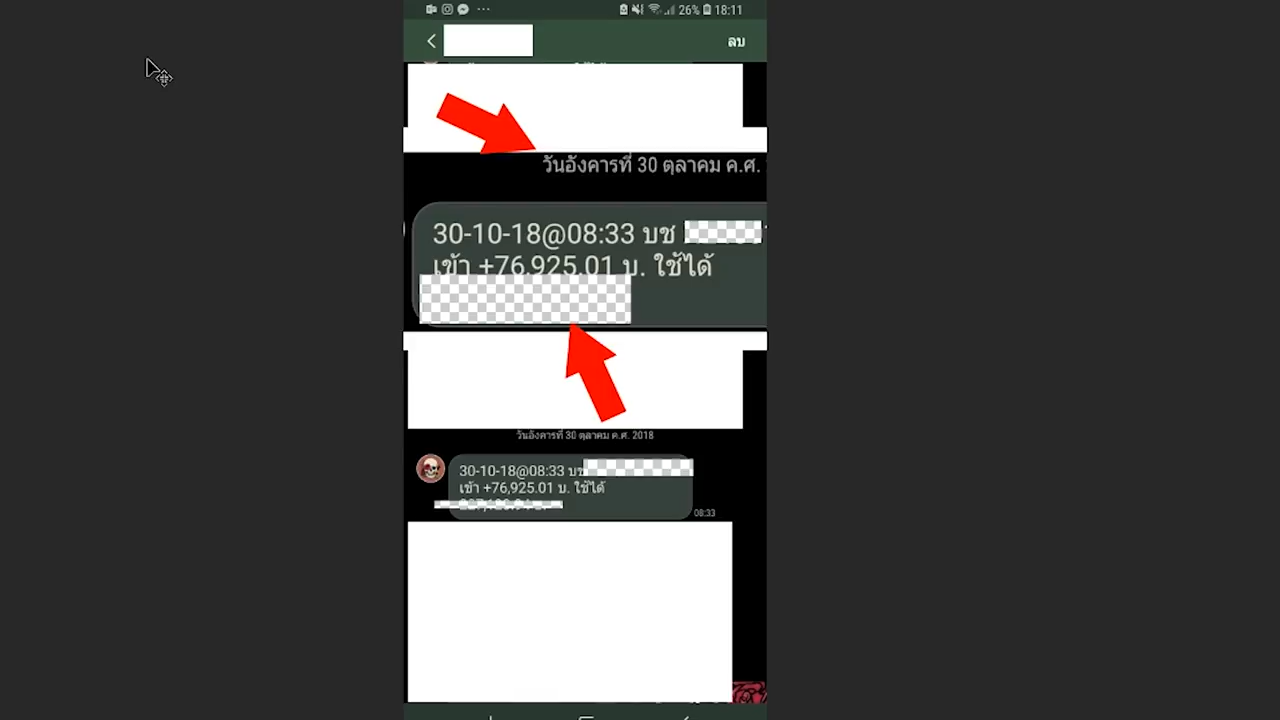 26% 18:11
ลบ
วันอังคารที่ 30 ตุลาคม ค.ศ.
30-10-18@08:33 บช
เข้า +76,925.01 บ. ใช้ได้
วันอังคารที่ 30 ตุลาคม ค.ศ. 2018
30-10-18@08:33 บช
เข้า +76,925.01 บ. ใช้ได้
08:33